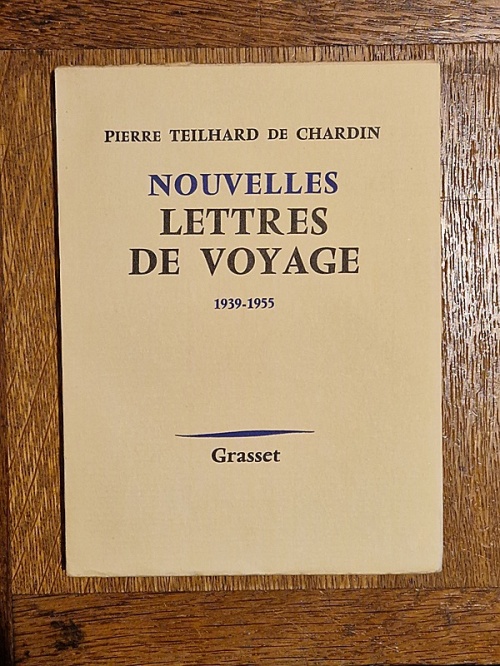 PIERRE TEILHARD DE CHARDIN
NOUVELLES
LETTRES
DE VOYAGE
1939-1955
Grasset